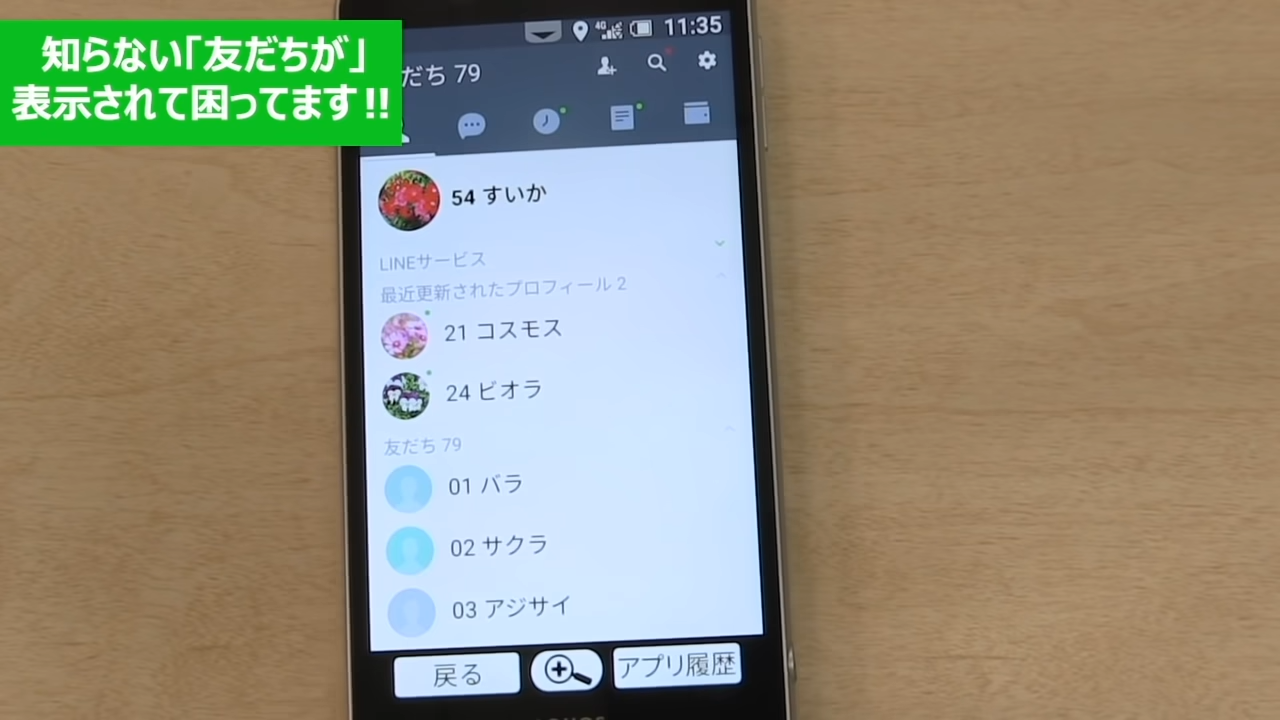 知らない「友だちが」
表示されて困ってます!!
4G 11:35
だち 79
54 すいか
LINEサービス
最近更新されたプロフィール 2
21 コスモス
24 ビオラ
友だち 79
01 バラ
02 サクラ
03 アジサイ
戻る
アプリ履歴